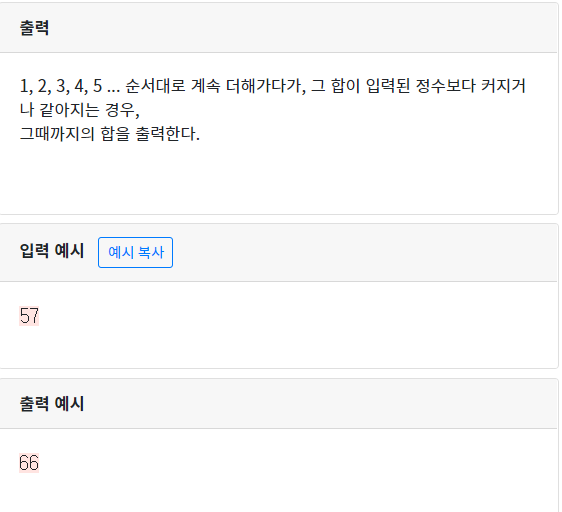 출력
1, 2, 3, 4, 5 ... 순서대로 계속 더해가다가, 그 합이 입력된 정수보다 커지거
나 같아지는 경우,
그때까지의 합을 출력한다.
입력 예시 예시 복사
57
출력 예시
66